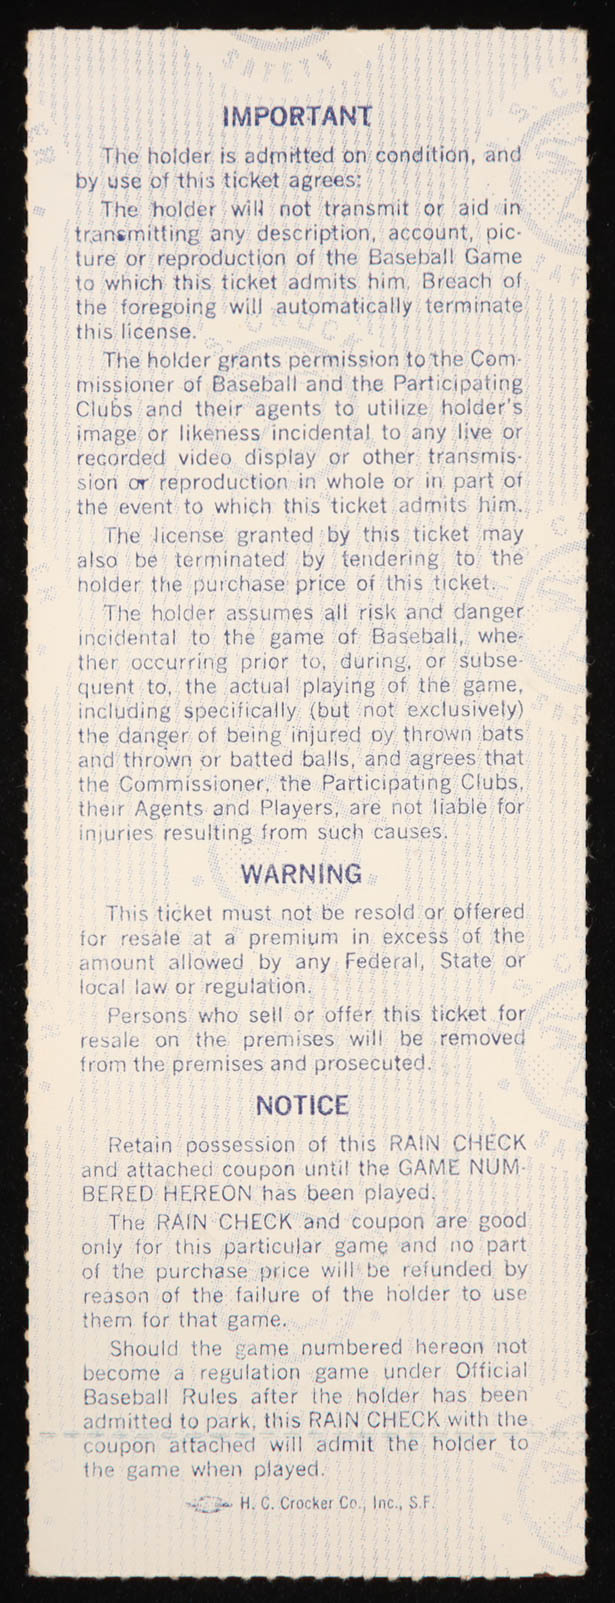 SAFETY
IMPORTANT
The holder is admitted on condition, and
by use of this ticket agrees:
The holder will not transmit or aid in
transmitting any description, account, pic-
ture or reproduction of the Baseball Game
to which this ticket admits him. Breach of
the foregoing will automatically terminate
this license.
The holder grants permission to the Com-
missioner of Baseball and the Participating
Clubs and their agents to utilize holder's
image or likeness incidental to any live or
recorded video display or other transmis-
sion or reproduction in whole or in part of
the event to which this ticket admits him.
The license granted by this ticket may
also be terminated by tendering to the
holder the purchase price of this ticket.
The holder assumes all risk and danger
incidental to the game of Baseball, whe-
ther occurring prior to, during, or subse-
quent to, the actual playing of the game,
including specifically (but not exclusively)
the danger of being injured by thrown bats
and thrown or batted balls, and agrees that
the Commissioner, the Participating Clubs,
their Agents and Players, are not liable for
injuries resulting from such causes.
WARNING
This ticket must not be resold or offered
for resale at a premium in excess of the
amount allowed by any Federal, State or
local law or regulation.
Persons who sell or offer this ticket for
resale on the premises will be removed
from the premises and prosecuted.
NOTICE
Retain possession of this RAIN CHECK
and attached coupon until the GAME NUM-
BERED HEREON has been played.
The RAIN CHECK and coupon are good
only for this particular game and no part
of the purchase price will be refunded by
reason of the failure of the holder to use
them for that game.
Should the game numbered hereon not
become a regulation game under Official
Baseball Rules after the holder has been
admitted to park, this RAIN CHECK with the
coupon attached will admit the holder to
the game when played.
H. C. Crocker Co., Inc., S.F.